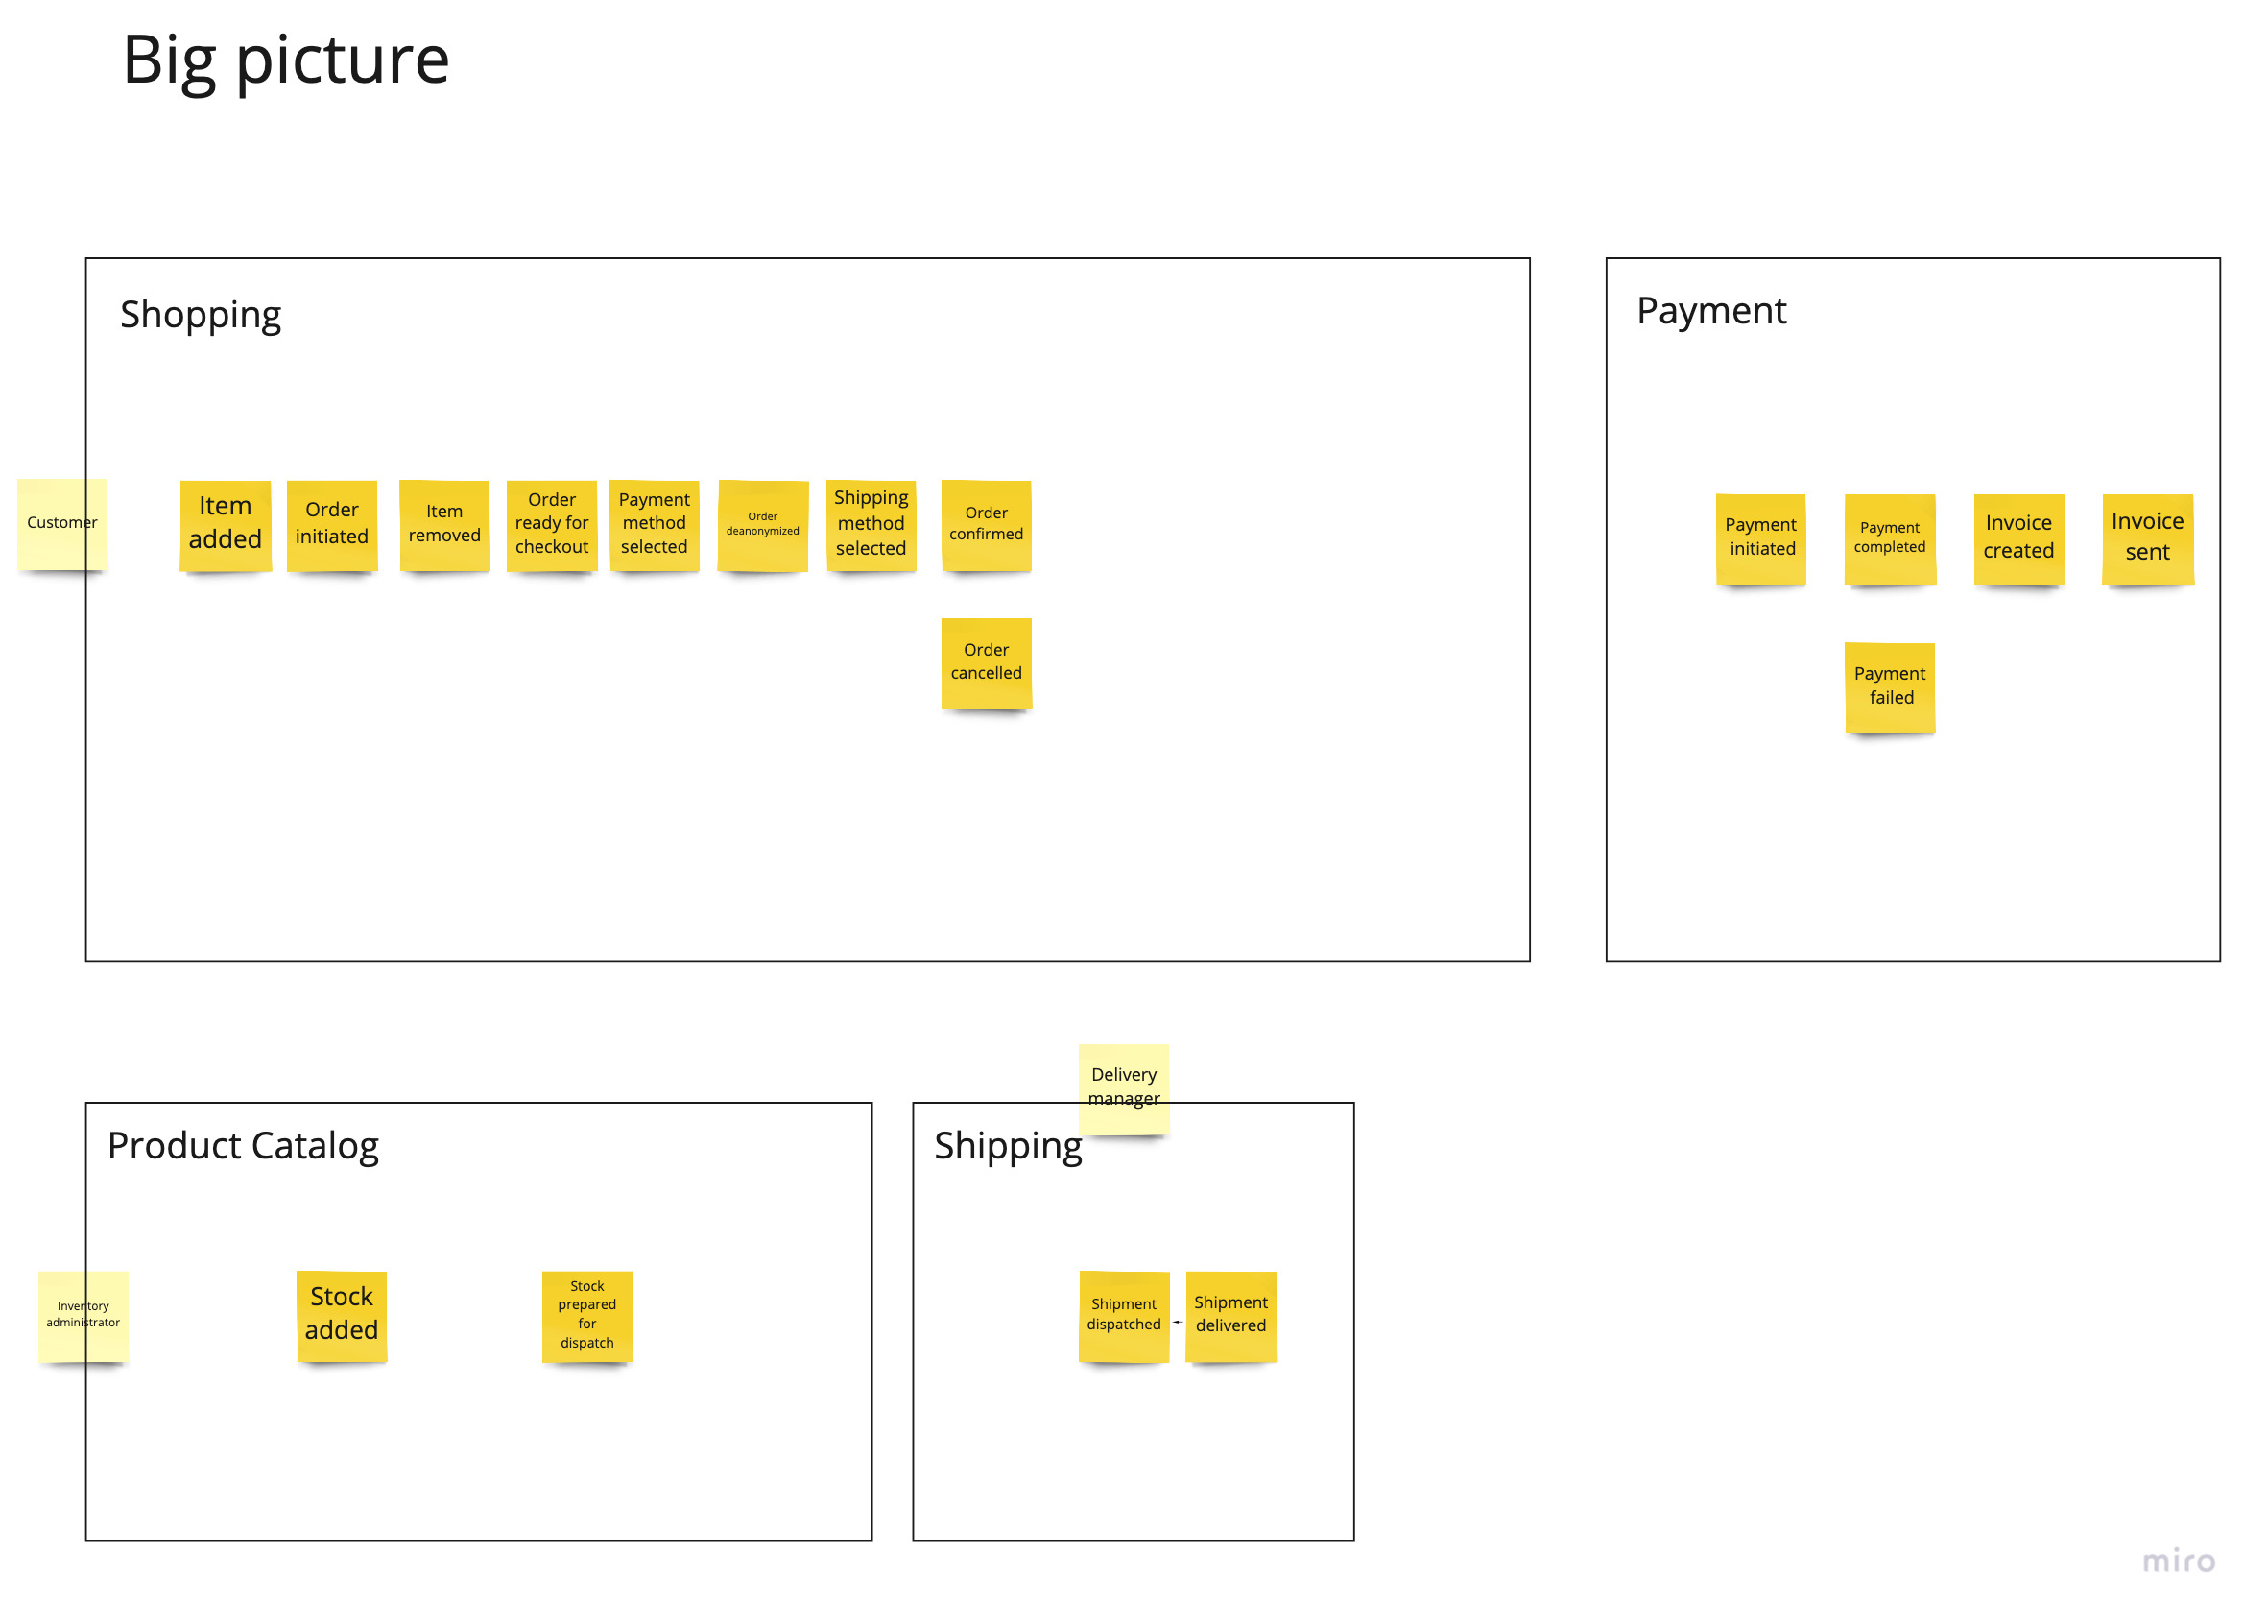 Big picture
Shopping
Payment
Customer
Item
added
Order
initiated
Item
removed
Order
ready for
checkout
Payment
method
selected
Order
deanonymized
Shipping
method
selected
Order
confirmed
Order
cancelled
Payment
initiated
Payment
completed
Invoice
created
Invoice
sent
Payment
failed
Product Catalog
Inventory
administrator
Stock
added
Stock
prepared
for
dispatch
Delivery
manager
Shipping
Shipment
dispatched
Shipment
delivered
miro